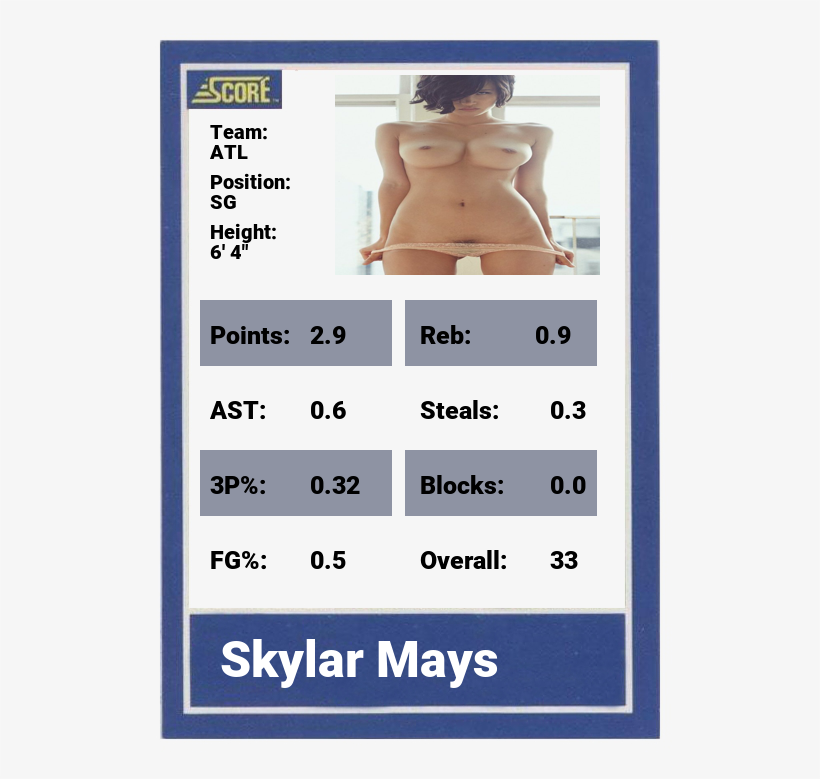 SCORE
Team:
ATL
Position:
SG
Height:
6' 4"
Points: 2.9
Reb: 0.9
AST: 0.6
Steals: 0.3
3P%: 0.32
Blocks: 0.0
FG%: 0.5
Overall: 33
Skylar Mays